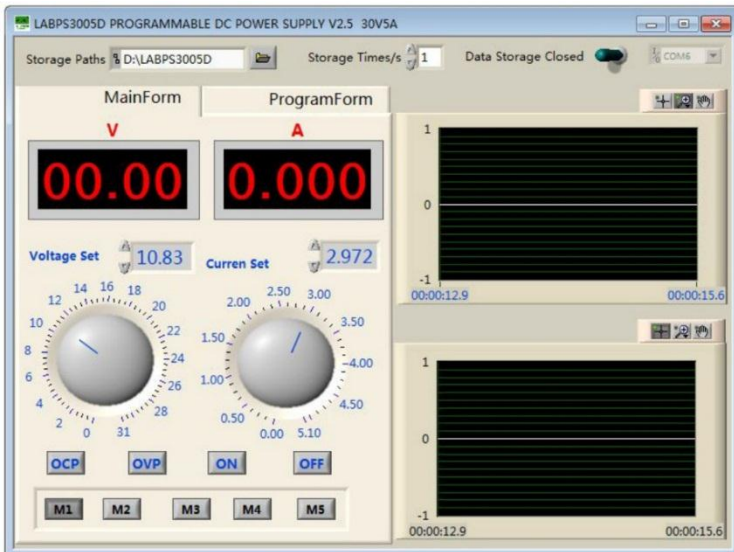 LABPS3005D PROGRAMMABLE DC POWER SUPPLY V2.5 30V5A
Storage Paths D:\LABPS3005D Storage Times/s 1 Data Storage Closed COM6
MainForm ProgramForm
V A
00.00 0.000
Voltage Set 10.83 Curren Set 2.972
0 2 4 6 8 10 12 14 16 18 20 22 24 26 28 31
0.00 0.50 1.00 1.50 2.00 2.50 3.00 3.50 4.00 4.50 5.10
OCP OVP ON OFF
M1 M2 M3 M4 M5
1
0
-1
00:00:12.9 00:00:15.6
1
0
-1
00:00:12.9 00:00:15.6